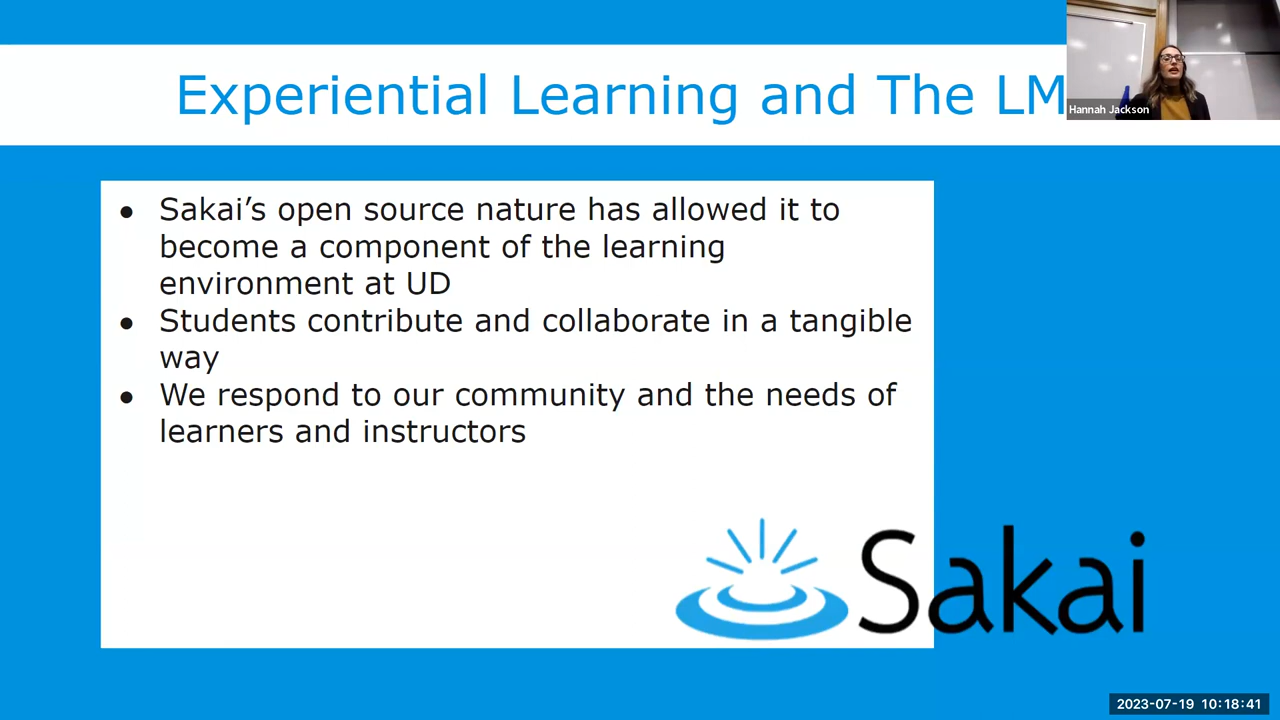 Experiential Learning and The LM
Hannah Jackson
● Sakai’s open source nature has allowed it to
become a component of the learning
environment at UD
● Students contribute and collaborate in a tangible
way
● We respond to our community and the needs of
learners and instructors
Sakai
2023-07-19 10:18:41